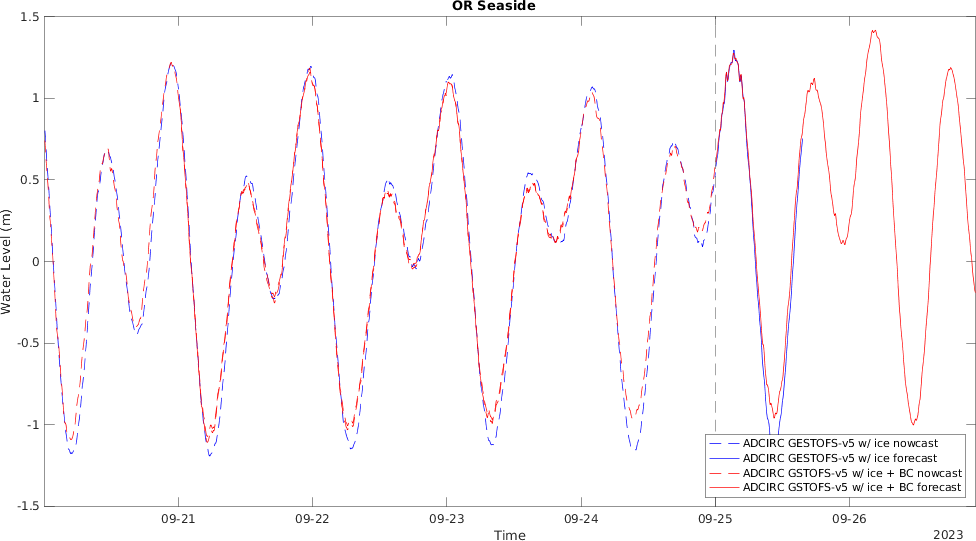 OR Seaside
1.5
1
0.5
0
-0.5
-1
-1.5
Water Level (m)
09-21 09-22 09-23 09-24 09-25 09-26
Time
2023
ADCIRC GESTOFS-v5 w/ ice nowcast
ADCIRC GESTOFS-v5 w/ ice forecast
ADCIRC GSTOFS-v5 w/ ice + BC nowcast
ADCIRC GSTOFS-v5 w/ ice + BC forecast